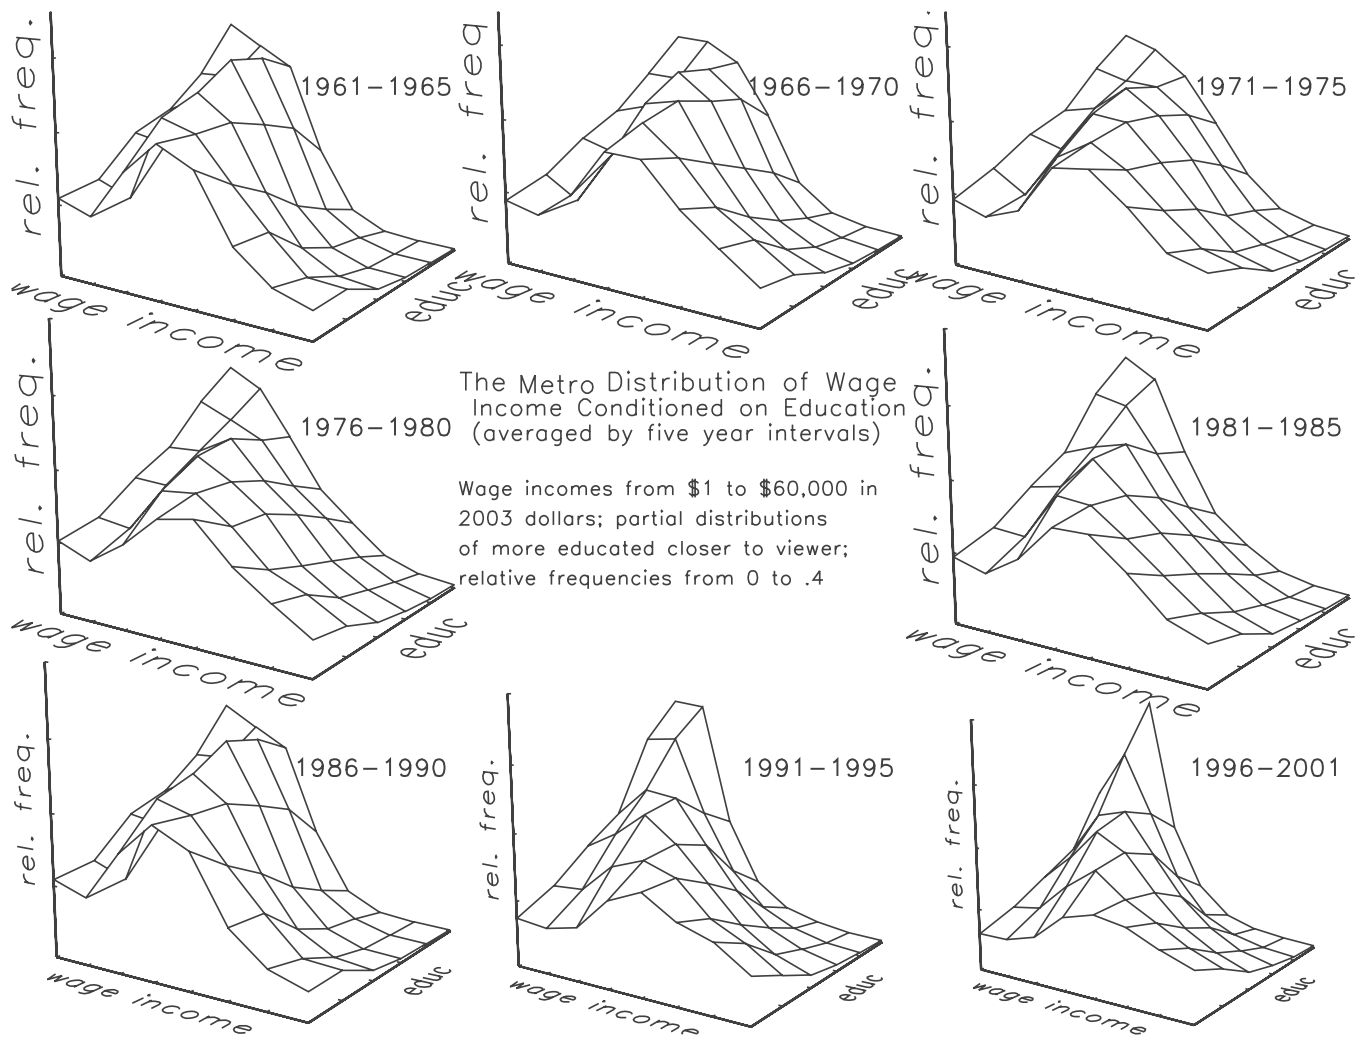 rel. freq.
1961-1965
wage income
educ
rel. freq
1966-1970
wage income
educ
rel. freq.
1971-1975
wage income
educ
rel. freq.
1976-1980
wage income
educ
The Metro Distribution of Wage
Income Conditioned on Education
(averaged by five year intervals)
Wage incomes from $1 to $60,000 in
2003 dollars; partial distributions
of more educated closer to viewer;
relative frequencies from 0 to .4
rel. freq.
1981-1985
wage income
educ
rel. freq.
1986-1990
wage income
educ
rel. freq.
1991-1995
wage income
educ
rel. freq.
1996-2001
wage income
educ